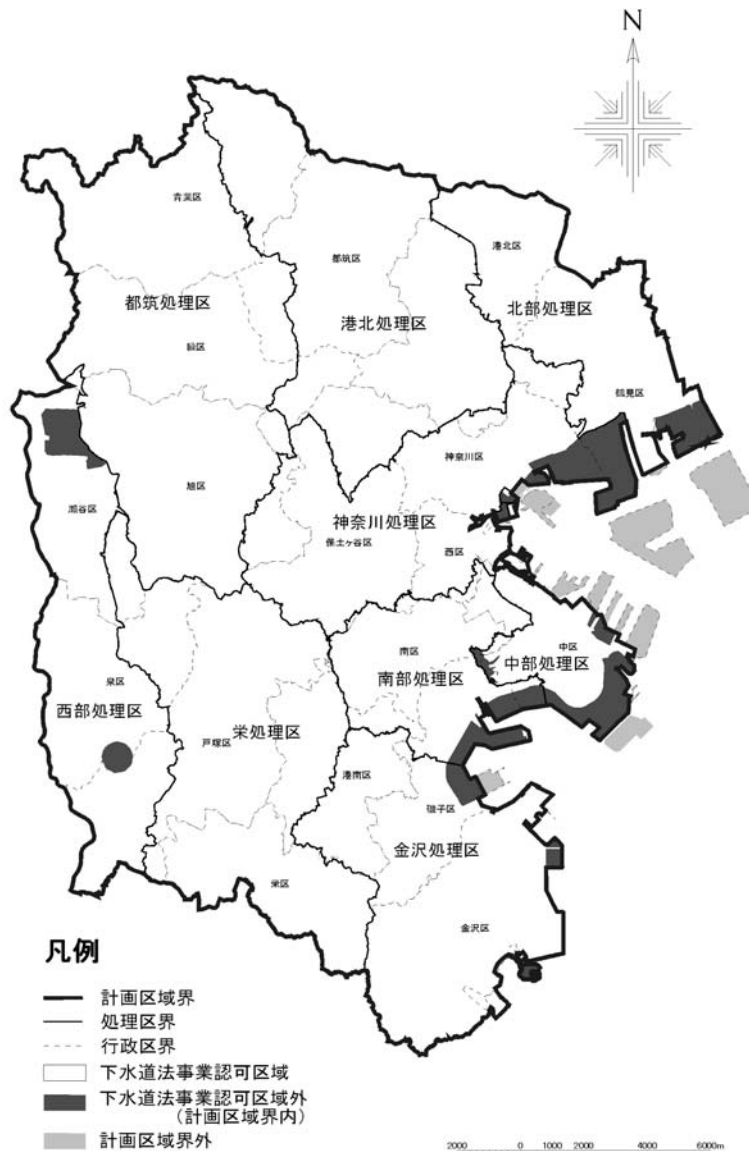 N
青葉区
都筑区
港北区
都筑処理区
港北処理区
北部処理区
緑区
鶴見区
神奈川区
旭区
瀬谷区
神奈川処理区
保土ヶ谷区
西区
南区
中区
中部処理区
泉区
南部処理区
西部処理区
栄処理区
戸塚区
港南区
磯子区
金沢処理区
栄区
金沢区
凡例
計画区域界
処理区界
行政区界
下水道法事業認可区域
下水道法事業認可区域外
(計画区域界内)
計画区域界外
2000 0 1000 2000 4000 6000m